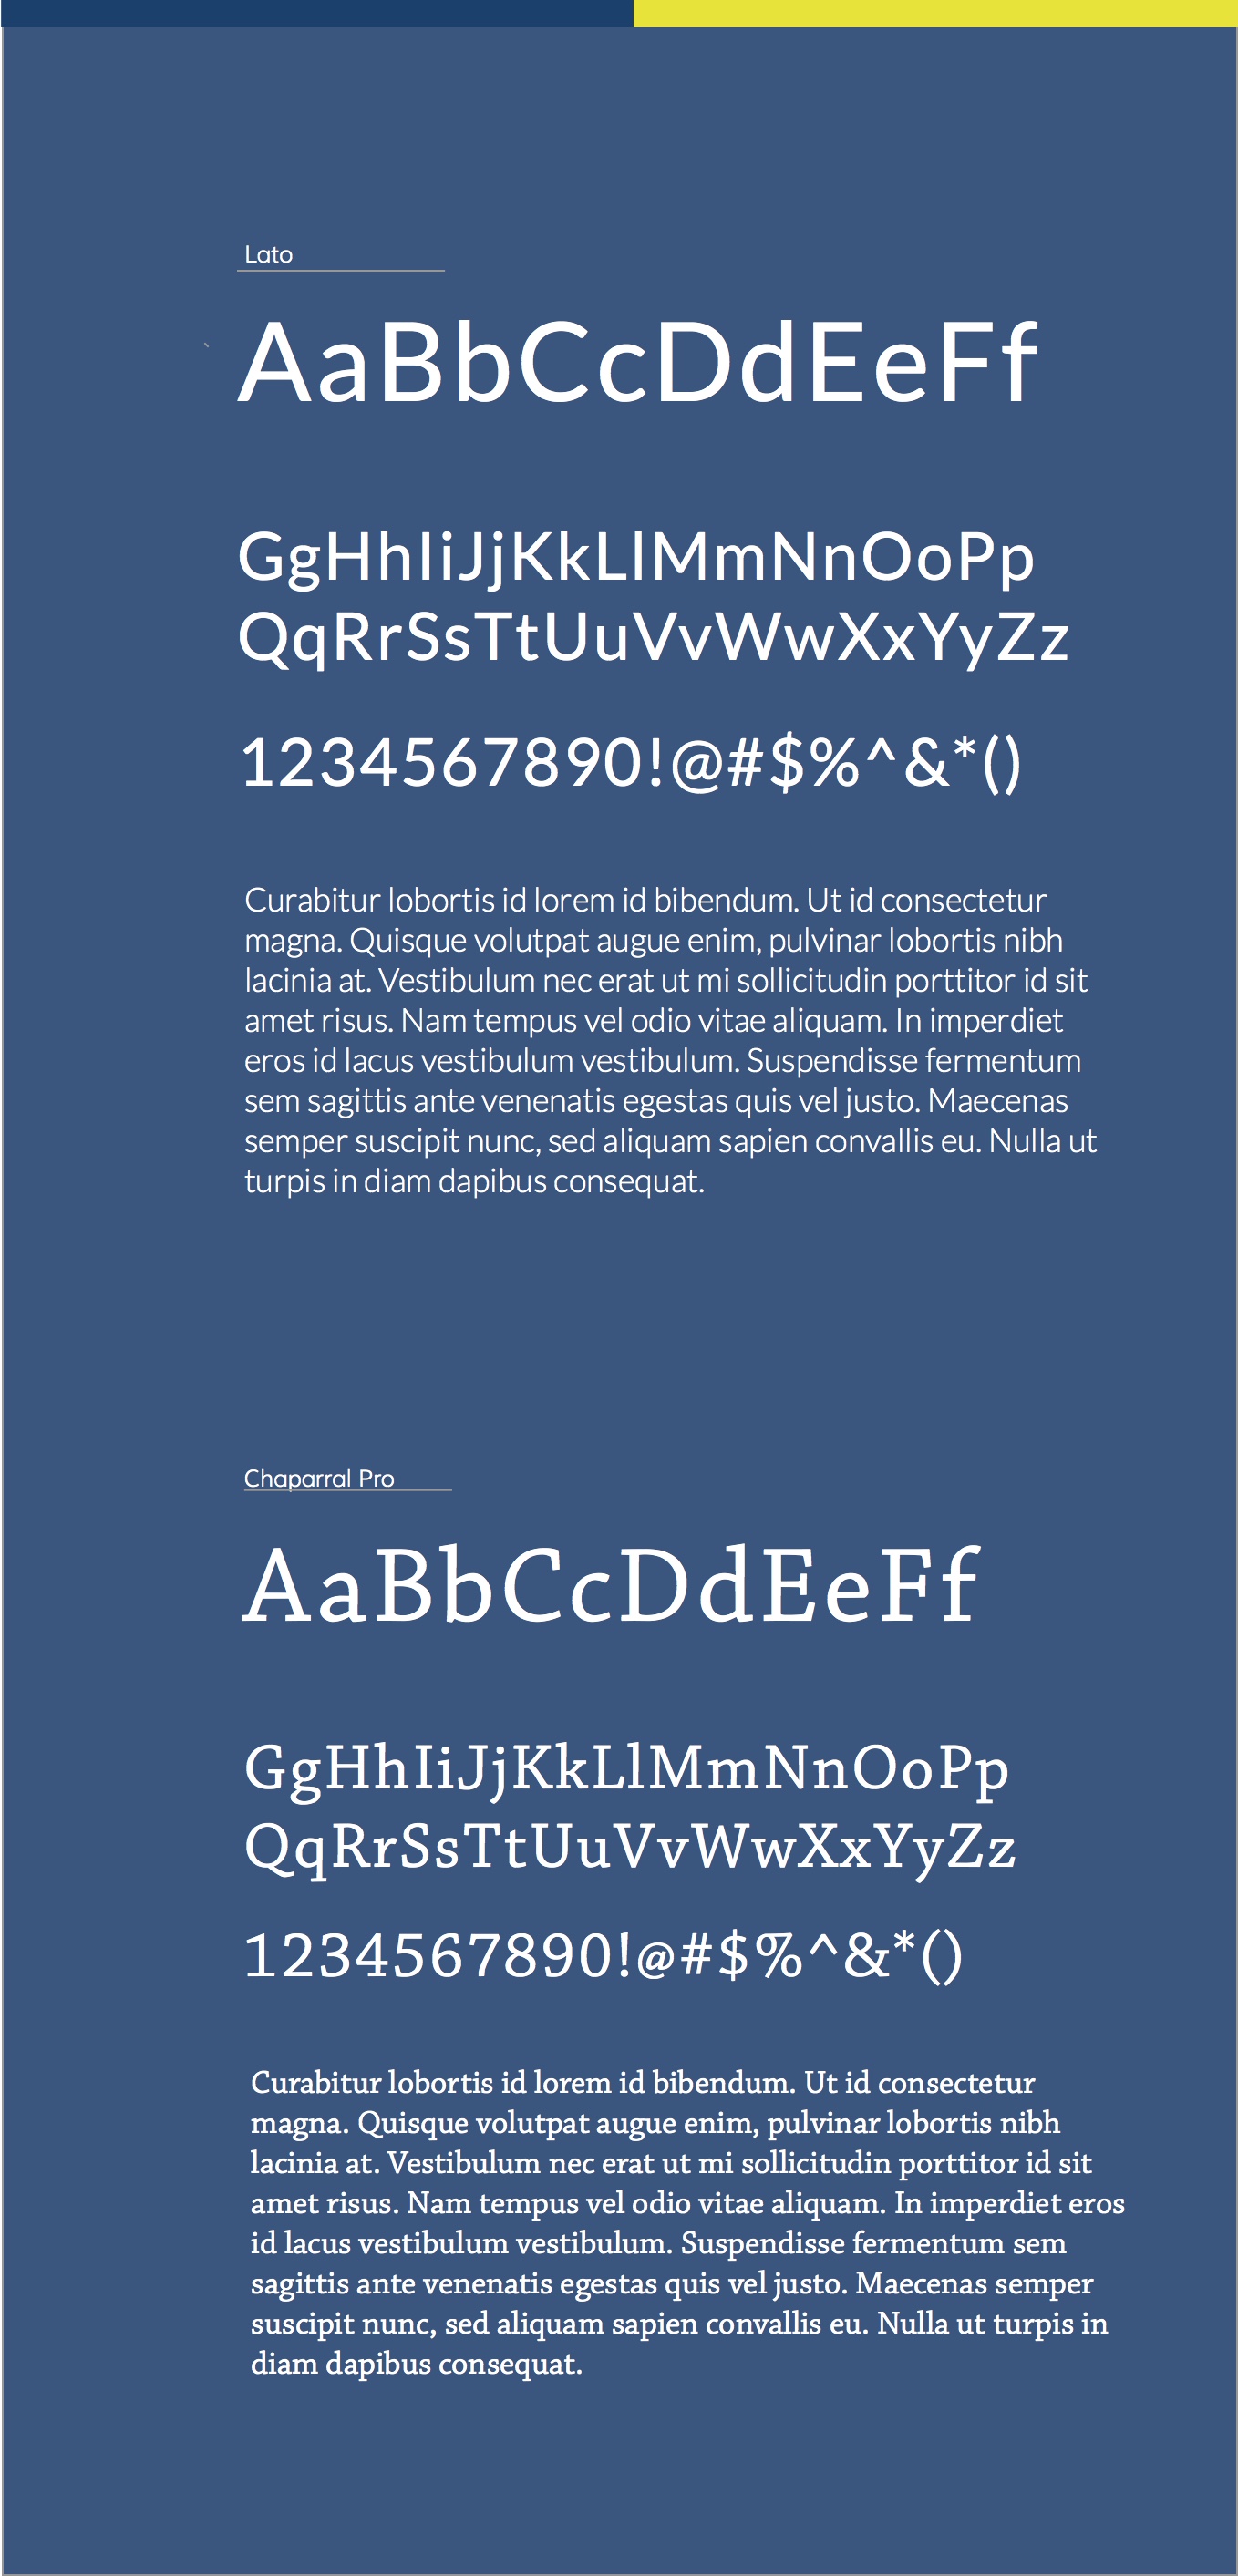 Lato
AaBbCcDdEeFf
GgHhIiJjKkLlMmNnOoPp
QqRrSsTtUuVvWwXxYyZz
1234567890!@#$%^&*()
Curabitur lobortis id lorem id bibendum. Ut id consectetur
magna. Quisque volutpat augue enim, pulvinar lobortis nibh
lacinia at. Vestibulum nec erat ut mi sollicitudin porttitor id sit
amet risus. Nam tempus vel odio vitae aliquam. In imperdiet
eros id lacus vestibulum vestibulum. Suspendisse fermentum
sem sagittis ante venenatis egestas quis vel justo. Maecenas
semper suscipit nunc, sed aliquam sapien convallis eu. Nulla ut
turpis in diam dapibus consequat.
Chaparral Pro
AaBbCcDdEeFf
GgHhIiJjKkLlMmNnOoPp
QqRrSsTtUuVvWwXxYyZz
1234567890!@#$%^&*()
Curabitur lobortis id lorem id bibendum. Ut id consectetur
magna. Quisque volutpat augue enim, pulvinar lobortis nibh
lacinia at. Vestibulum nec erat ut mi sollicitudin porttitor id sit
amet risus. Nam tempus vel odio vitae aliquam. In imperdiet eros
id lacus vestibulum vestibulum. Suspendisse fermentum sem
sagittis ante venenatis egestas quis vel justo. Maecenas semper
suscipit nunc, sed aliquam sapien convallis eu. Nulla ut turpis in
diam dapibus consequat.